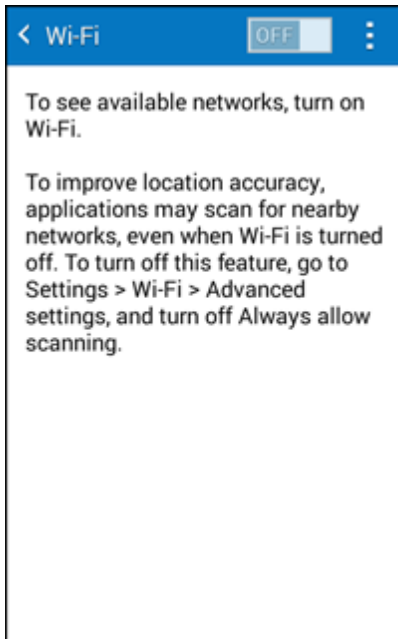 Wi-Fi OFF
To see available networks, turn on
Wi-Fi.
To improve location accuracy,
applications may scan for nearby
networks, even when Wi-Fi is turned
off. To turn off this feature, go to
Settings > Wi-Fi > Advanced
settings, and turn off Always allow
scanning.